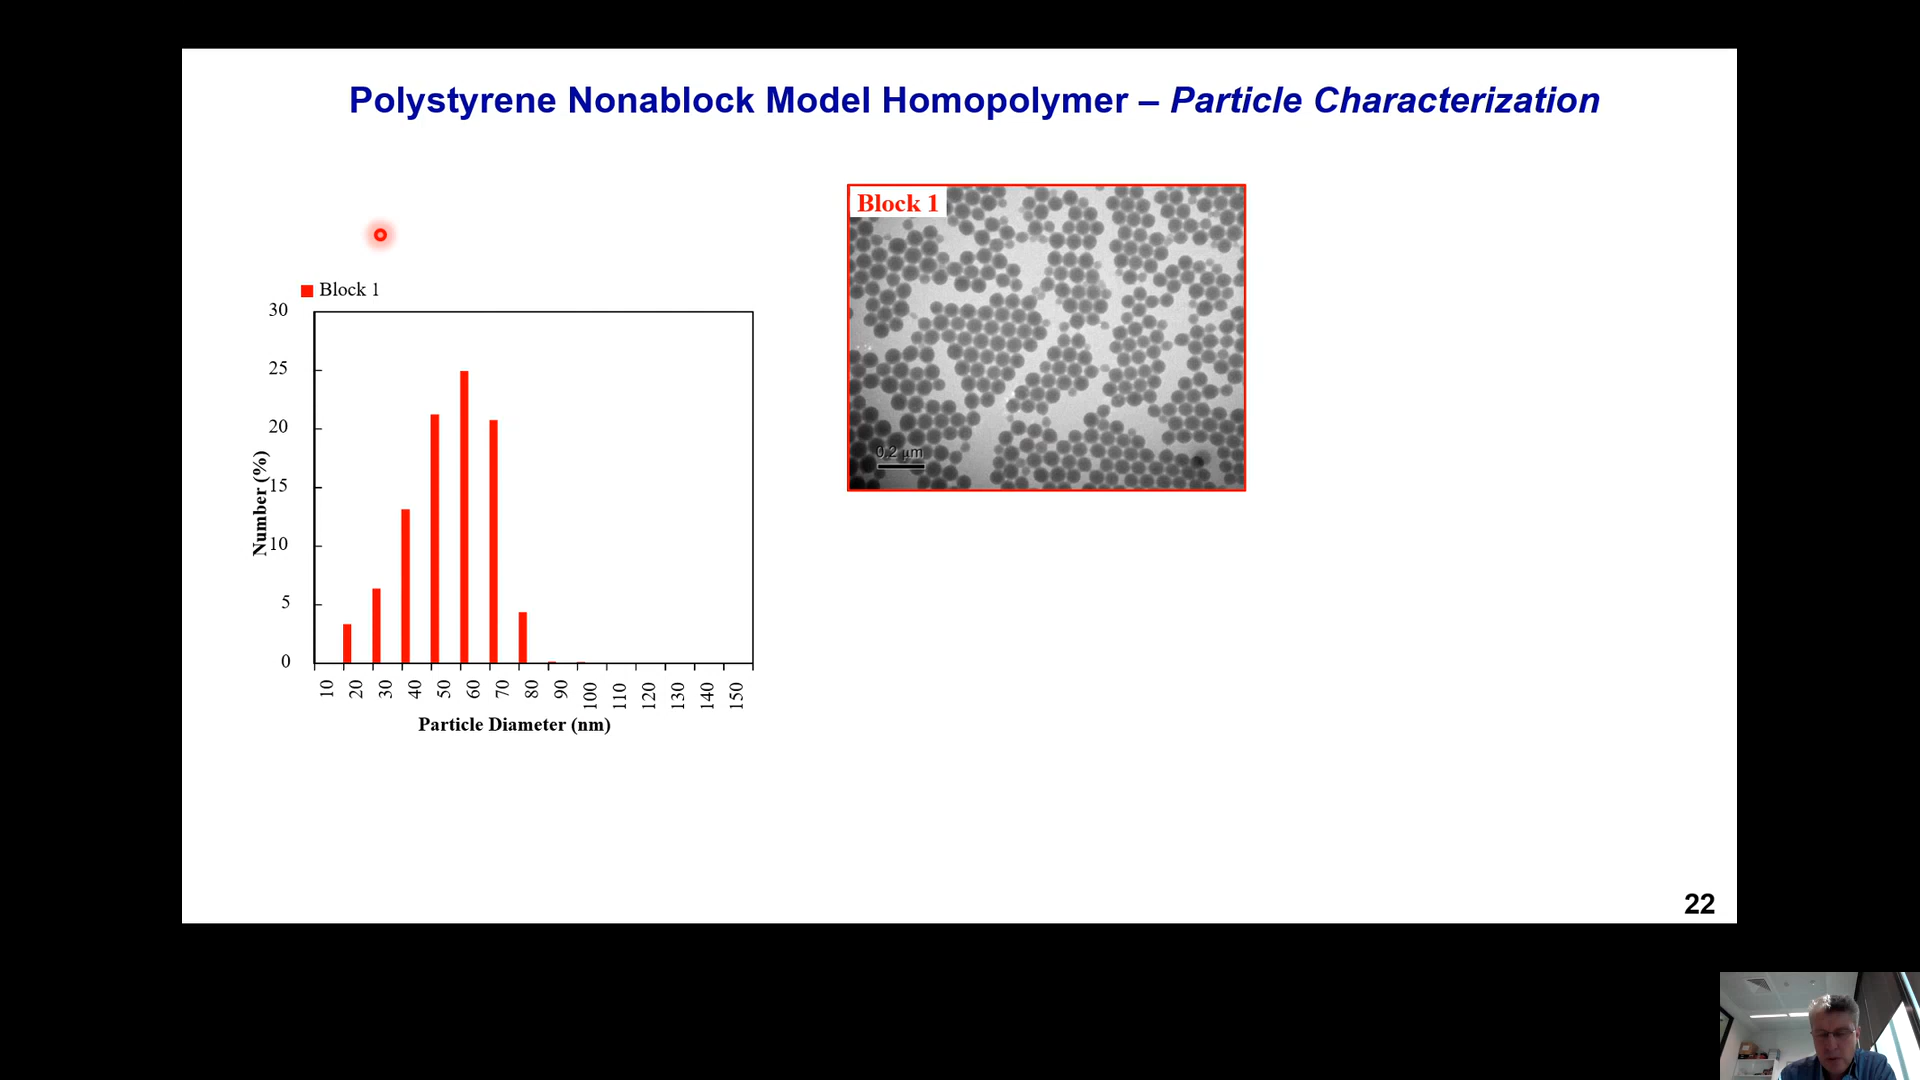 Polystyrene Nonablock Model Homopolymer – Particle Characterization
Block 1
30
25
20
15
10
5
0
Number (%)
10 20 30 40 50 60 70 80 90 100 110 120 130 140 150
Particle Diameter (nm)
Block 1
0.2 μm
22